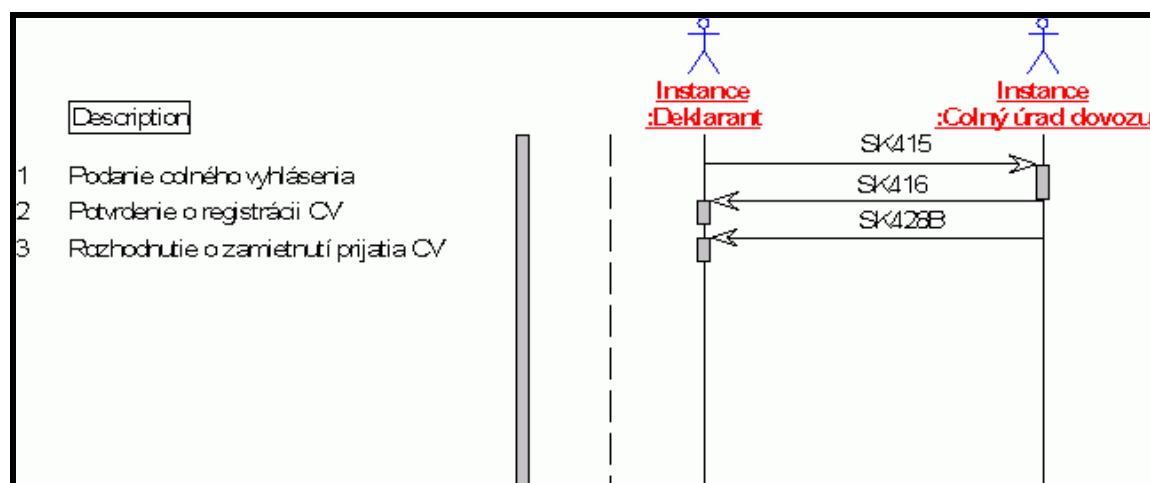 Instance
:Deklarant
Instance
:Colný úrad dovozu
Description
SK415
1 Podanie colného vyhlásenia
SK416
2 Potvrdenie o registrácii CV
SK428B
3 Rozhodnutie o zamietnutí prijatia CV